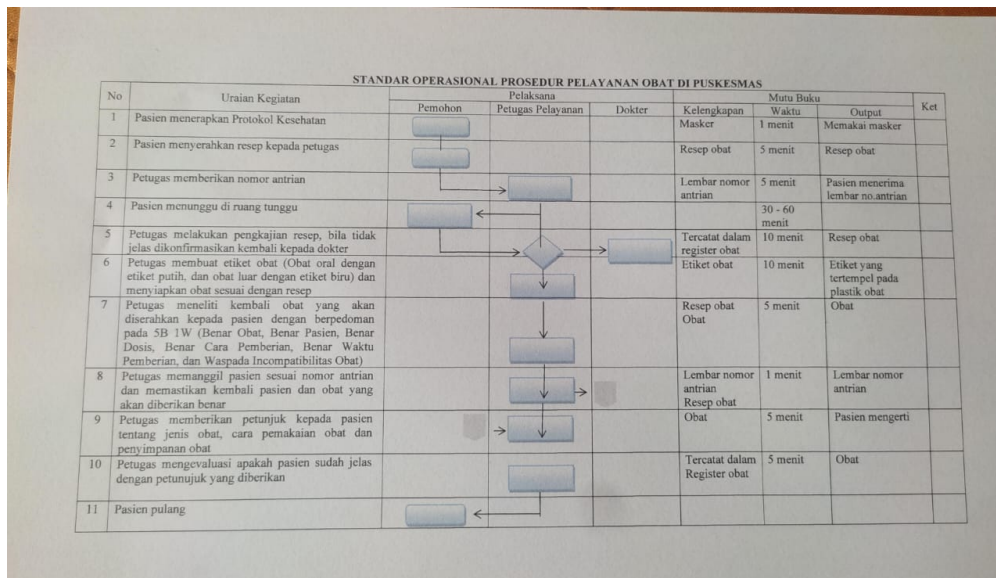 STANDAR OPERASIONAL PROSEDUR PELAYANAN OBAT DI PUSKESMAS
No Uraian Kegiatan Pelaksana Mutu Buku Ket
Pemohon Petugas Pelayanan Dokter Kelengkapan Waktu Output
1 Pasien menerapkan Protokol Kesehatan Masker 1 menit Memakai masker
2 Pasien menyerahkan resep kepada petugas Resep obat 5 menit Resep obat
3 Petugas memberikan nomor antrian Lembar nomor 5 menit Pasien menerima
antrian lembar no.antrian
4 Pasien menunggu di ruang tunggu 30 - 60
menit
5 Petugas melakukan pengkajian resep, bila tidak Tercatat dalam 10 menit Resep obat
jelas dikonfirmasikan kembali kepada dokter register obat
6 Petugas membuat etiket obat (Obat oral dengan Etiket obat 10 menit Etiket yang
etiket putih, dan obat luar dengan etiket biru) dan tertempel pada
menyiapkan obat sesuai dengan resep plastik obat
7 Petugas meneliti kembali obat yang akan Resep obat 5 menit Obat
diserahkan kepada pasien dengan berpedoman Obat
pada 5B 1W (Benar Obat, Benar Pasien, Benar
Dosis, Benar Cara Pemberian, Benar Waktu
Pemberian, dan Waspada Incompatibilitas Obat)
8 Petugas memanggil pasien sesuai nomor antrian Lembar nomor 1 menit Lembar nomor
dan memastikan kembali pasien dan obat yang antrian antrian
akan diberikan benar Resep obat
9 Petugas memberikan petunjuk kepada pasien Obat 5 menit Pasien mengerti
tentang jenis obat, cara pemakaian obat dan
penyimpanan obat
10 Petugas mengevaluasi apakah pasien sudah jelas Tercatat dalam 5 menit Obat
dengan petunujuk yang diberikan Register obat
11 Pasien pulang